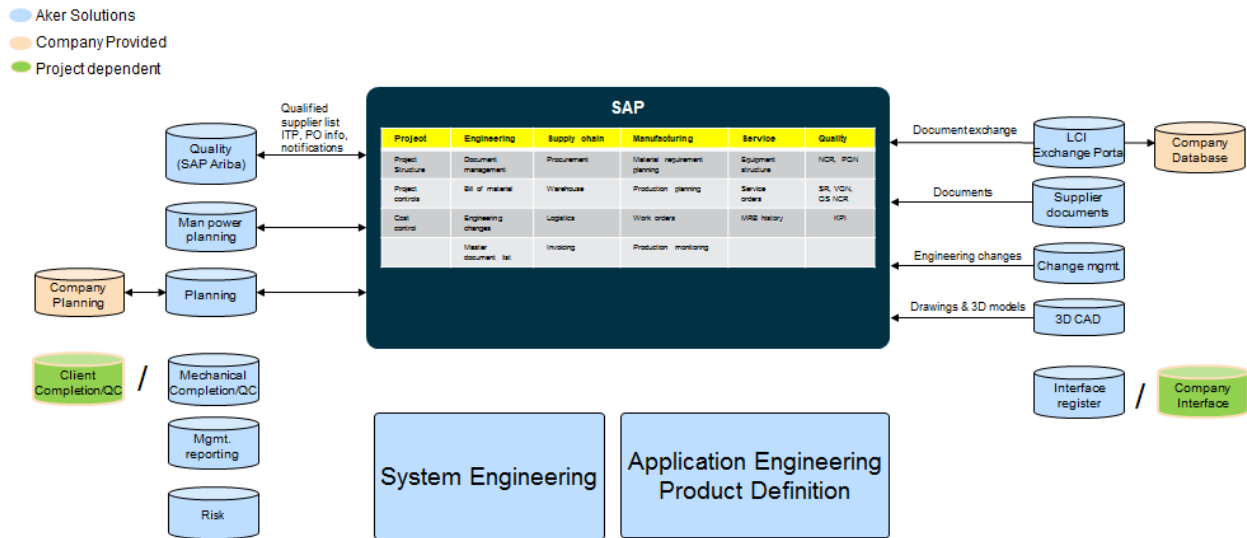 Aker Solutions
Company Provided
Project dependent
Qualified
supplier list
ITP, PO info,
notifications
Quality
(SAP Ariba)
Man power
planning
Company
Planning
Planning
Client
Completion/QC
/
Mechanical
Completion/QC
Mgmt.
reporting
Risk
SAP
Project Engineering Supply chain Manufacturing Service Quality
Project Structure Document management Procurement Material requirement planning Equipment structure NCR, PGN
Project controls Bill of material Warehouse Production planning Service orders SR, VGN, GS NCR
Cost control Engineering changes Logistics Work orders MRB history KPI
Master document list Invoicing Production monitoring
System Engineering
Application Engineering
Product Definition
Document exchange
LCI
Exchange Porta
Company
Database
Documents
Supplier
documents
Engineering changes
Change mgmt.
Drawings & 3D models
3D CAD
Interface
register
/
Company
Interface